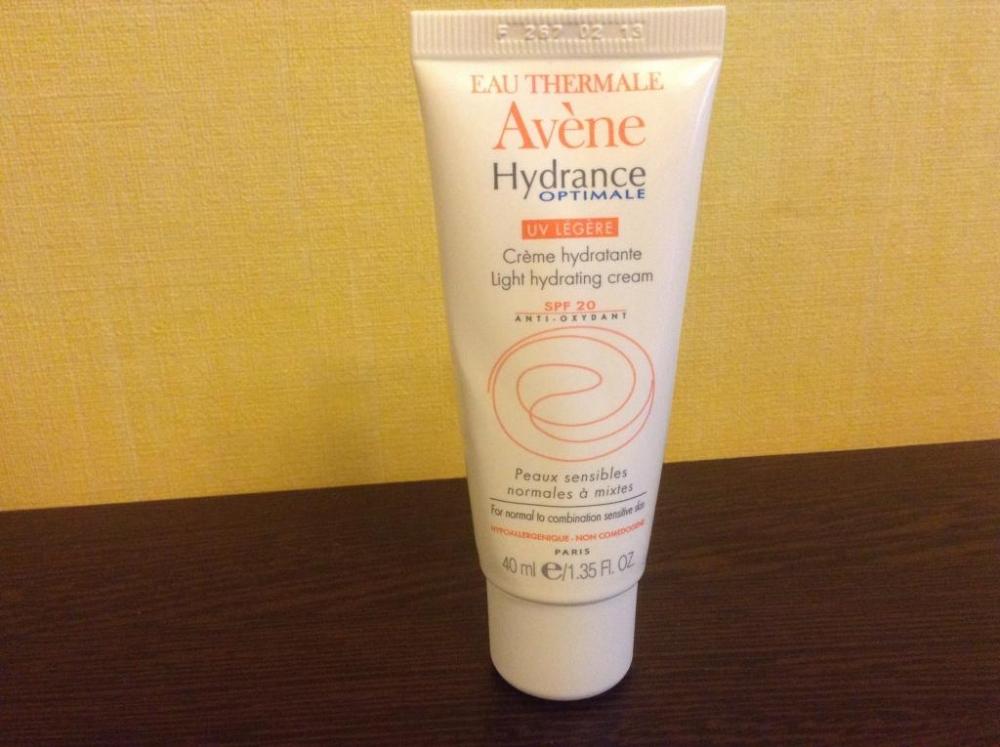 F 267 02 13
EAU THERMALE
Avène
Hydrance
OPTIMALE
UV LÉGÈRE
Crème hydratante
Light hydrating cream
SPF 20
ANTI-OXYDANT
Peaux sensibles
normales à mixtes
For normal to combination sensitive skin
HYPOALLERGENIQUE - NON COMEDOGENE
PARIS
40 ml e/1.35 Fl. OZ